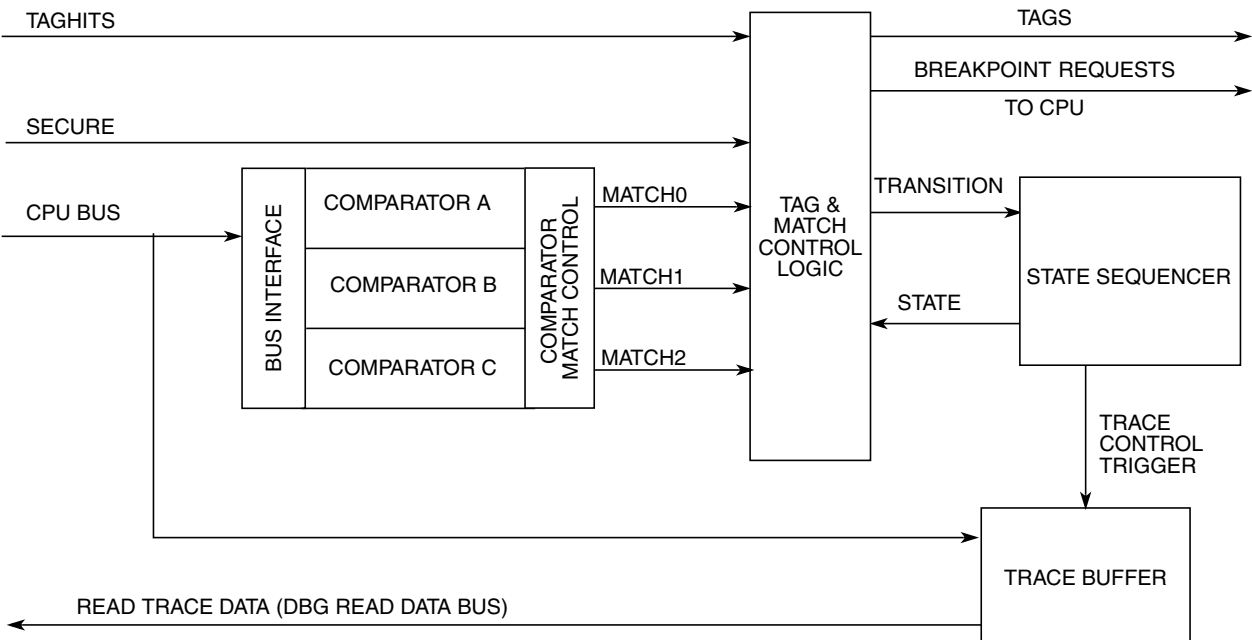 TAGHITS
TAGS
BREAKPOINT REQUESTS
TO CPU
SECURE
CPU BUS
BUS INTERFACE
COMPARATOR A
COMPARATOR B
COMPARATOR C
COMPARATOR
MATCH CONTROL
MATCH0
MATCH1
MATCH2
TAG &
MATCH
CONTROL
LOGIC
TRANSITION
STATE
STATE SEQUENCER
TRACE
CONTROL
TRIGGER
TRACE BUFFER
READ TRACE DATA (DBG READ DATA BUS)